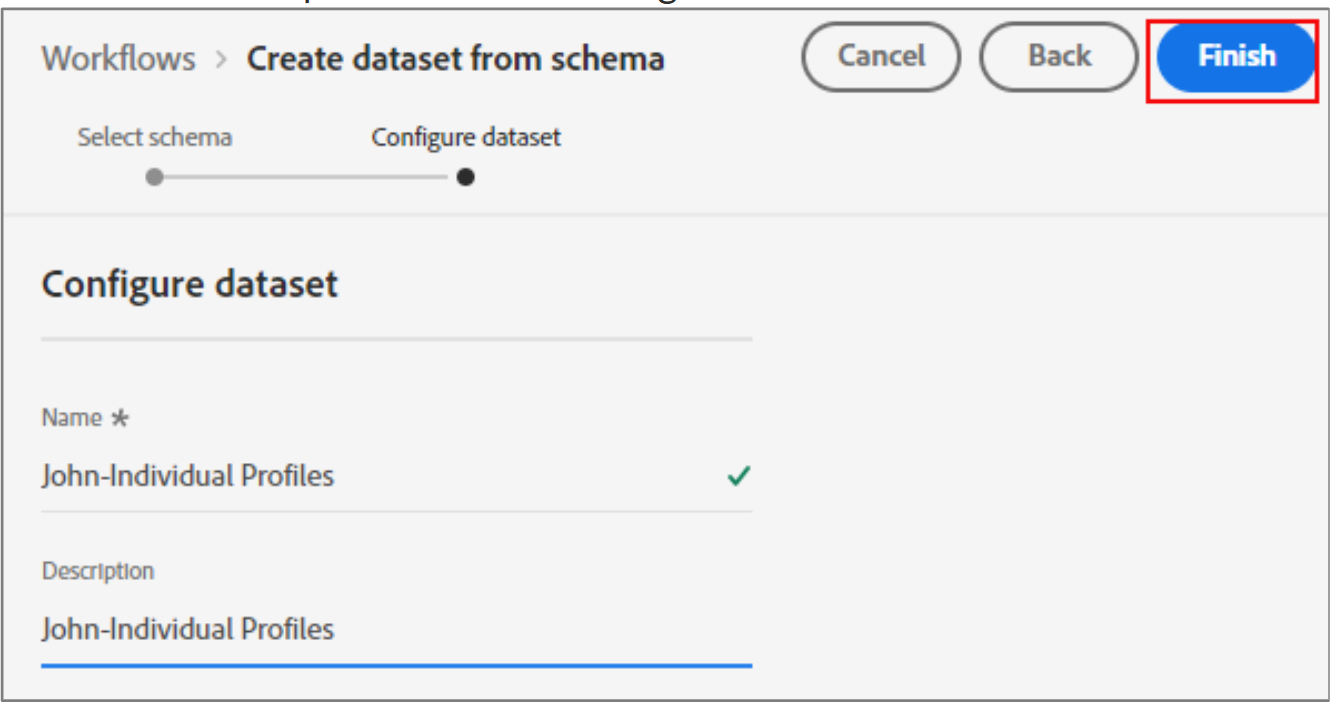 Workflows > Create dataset from schema
Cancel
Back
Finish
Select schema
Configure dataset
Configure dataset
Name *
John-Individual Profiles
Description
John-Individual Profiles